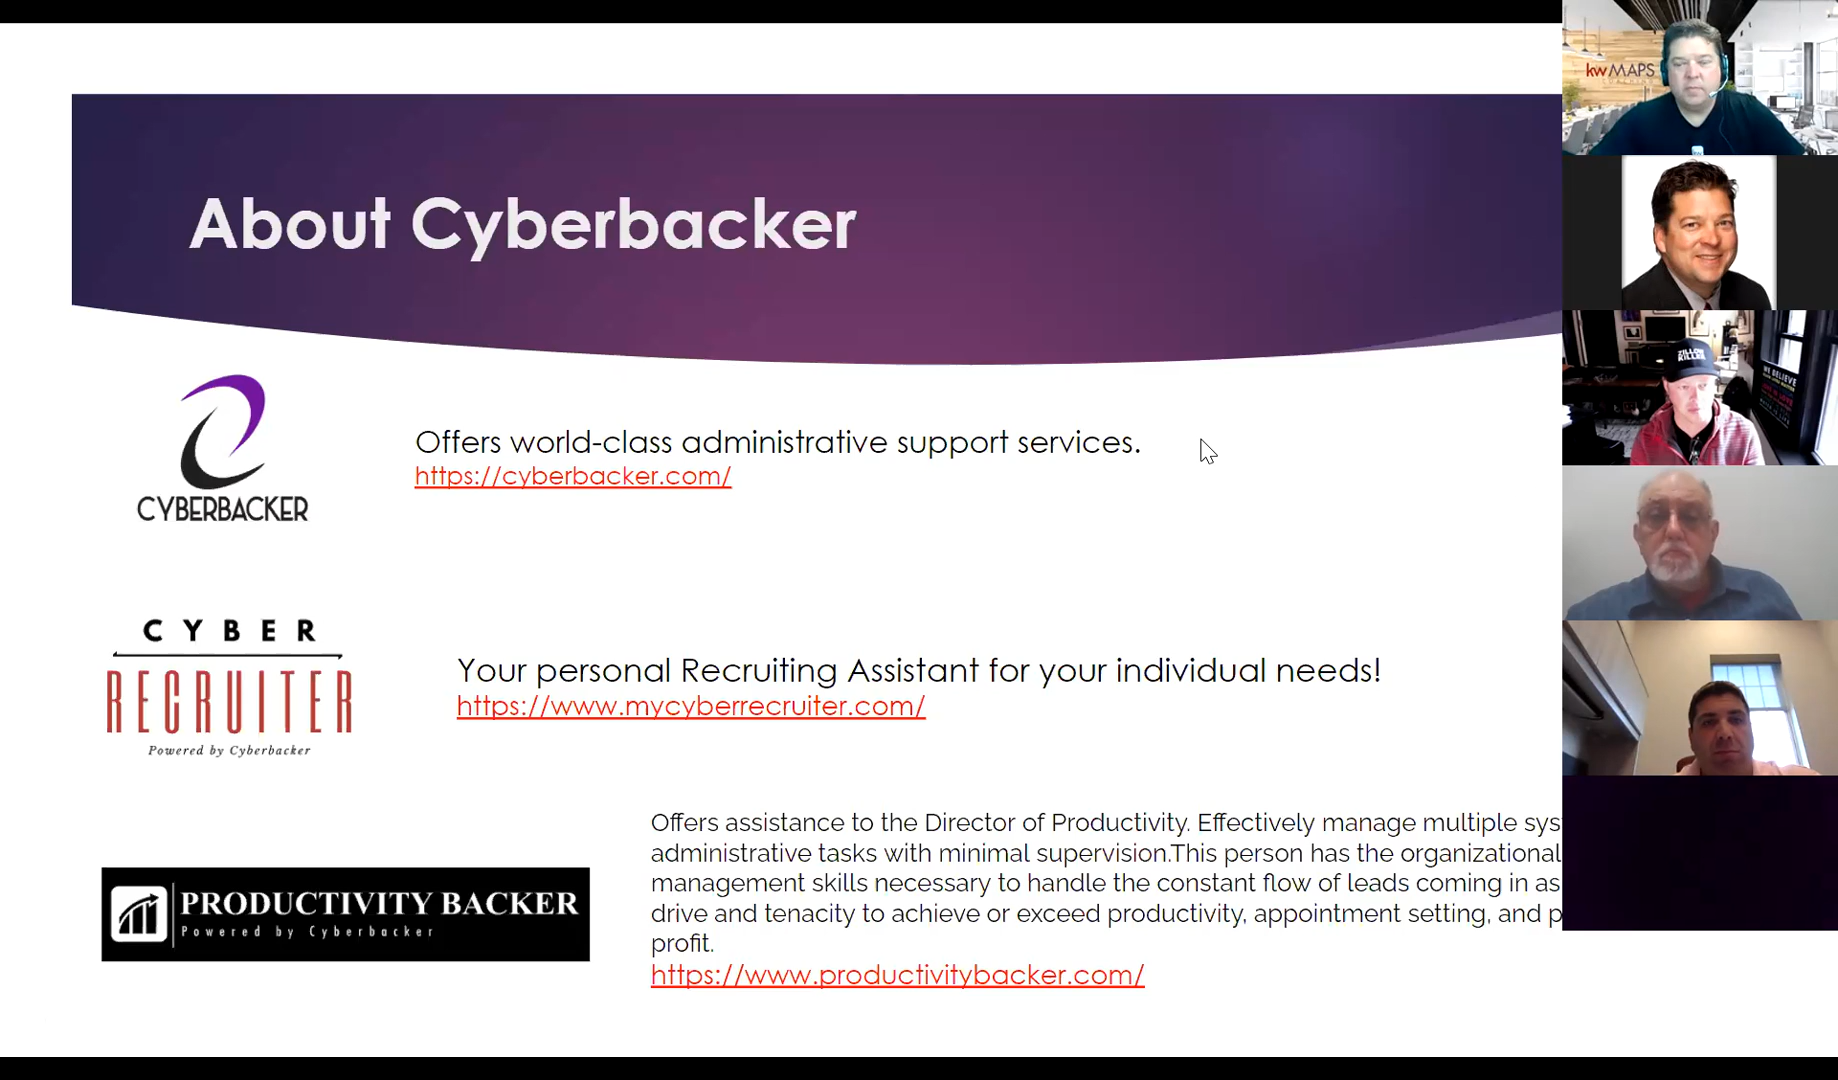 About Cyberbacker
CYBERBACKER
Offers world-class administrative support services.
https://cyberbacker.com/
CYBER
RECRUITER
Powered by Cyberbacker
Your personal Recruiting Assistant for your individual needs!
https://www.mycyberrecruiter.com/
PRODUCTIVITY BACKER
Powered by Cyberbacker
Offers assistance to the Director of Productivity. Effectively manage multiple sys
administrative tasks with minimal supervision.This person has the organizational
management skills necessary to handle the constant flow of leads coming in as
drive and tenacity to achieve or exceed productivity, appointment setting, and p
profit.
https://www.productivitybacker.com/
kw MAPS
ZILLOW
KILLER
WE BELIEVE